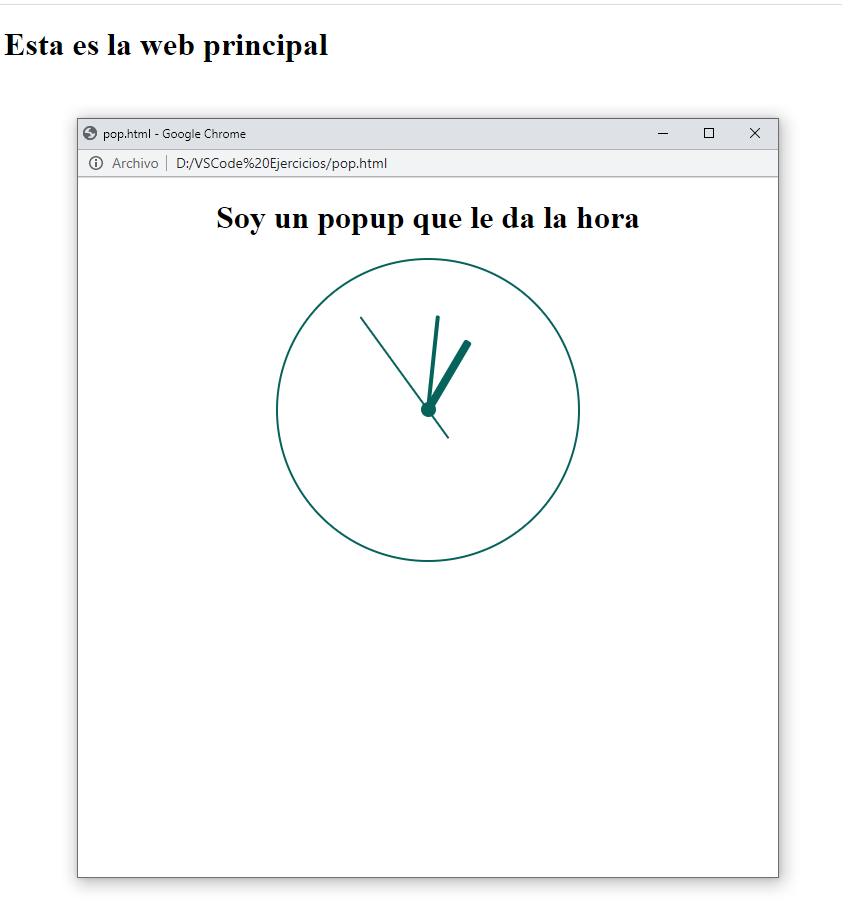 Esta es la web principal
pop.html - Google Chrome
Archivo | D:/VSCode%20Ejercicios/pop.html
Soy un popup que le da la hora